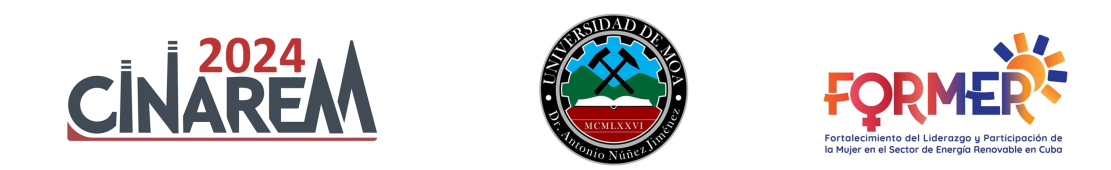 CINAREM
2024
UNIVERSIDAD DE MOA
MCMLXXVI
Dr. Antonio Núñez Jiménez
FORMER
Fortalecimiento del Liderazgo y Participación de
la Mujer en el Sector de Energía Renovable en Cuba